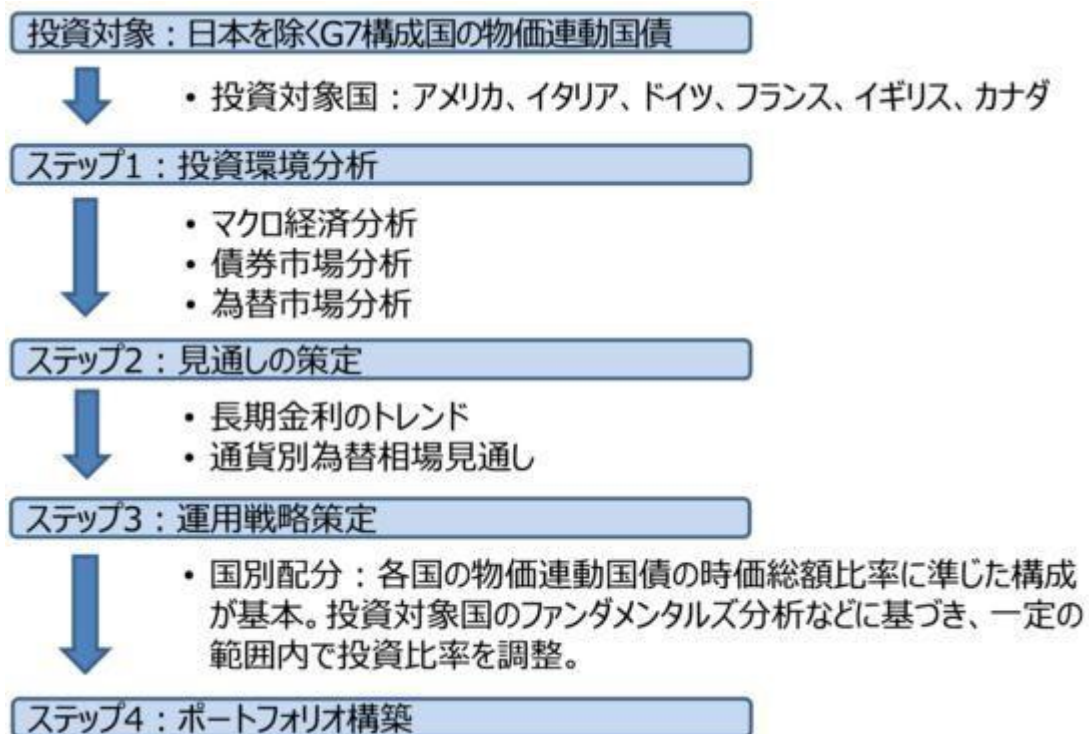 投資対象：日本を除くG7構成国の物価連動国債
・投資対象国：アメリカ、イタリア、ドイツ、フランス、イギリス、カナダ
ステップ1：投資環境分析
・マクロ経済分析
・債券市場分析
・為替市場分析
ステップ2：見通しの策定
・長期金利のトレンド
・通貨別為替相場見通し
ステップ3：運用戦略策定
・国別配分：各国の物価連動国債の時価総額比率に準じた構成
が基本。投資対象国のファンダメンタルズ分析などに基づき、一定の
範囲内で投資比率を調整。
ステップ4：ポートフォリオ構築